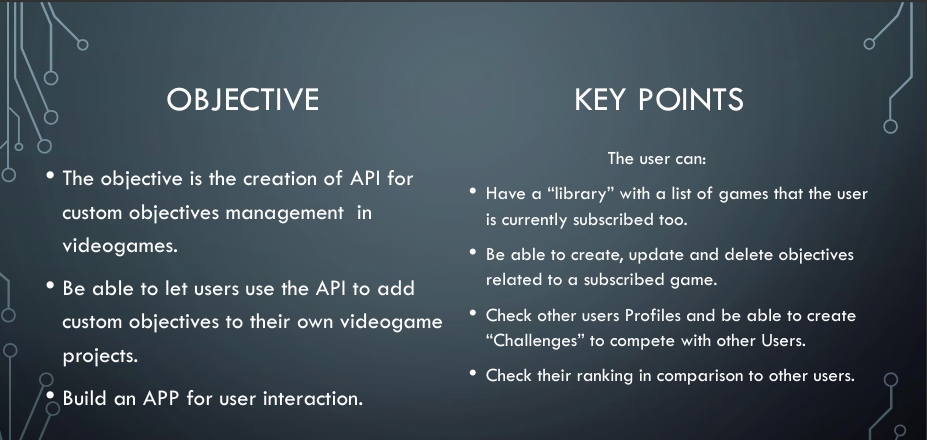 OBJECTIVE
• The objective is the creation of API for
custom objectives management  in
videogames.
• Be able to let users use the API to add
custom objectives to their own videogame
projects.
• Build an APP for user interaction.
KEY POINTS
The user can:
• Have a “library” with a list of games that the user
is currently subscribed too.
• Be able to create, update and delete objectives
related to a subscribed game.
• Check other users Profiles and be able to create
“Challenges” to compete with other Users.
• Check their ranking in comparison to other users.